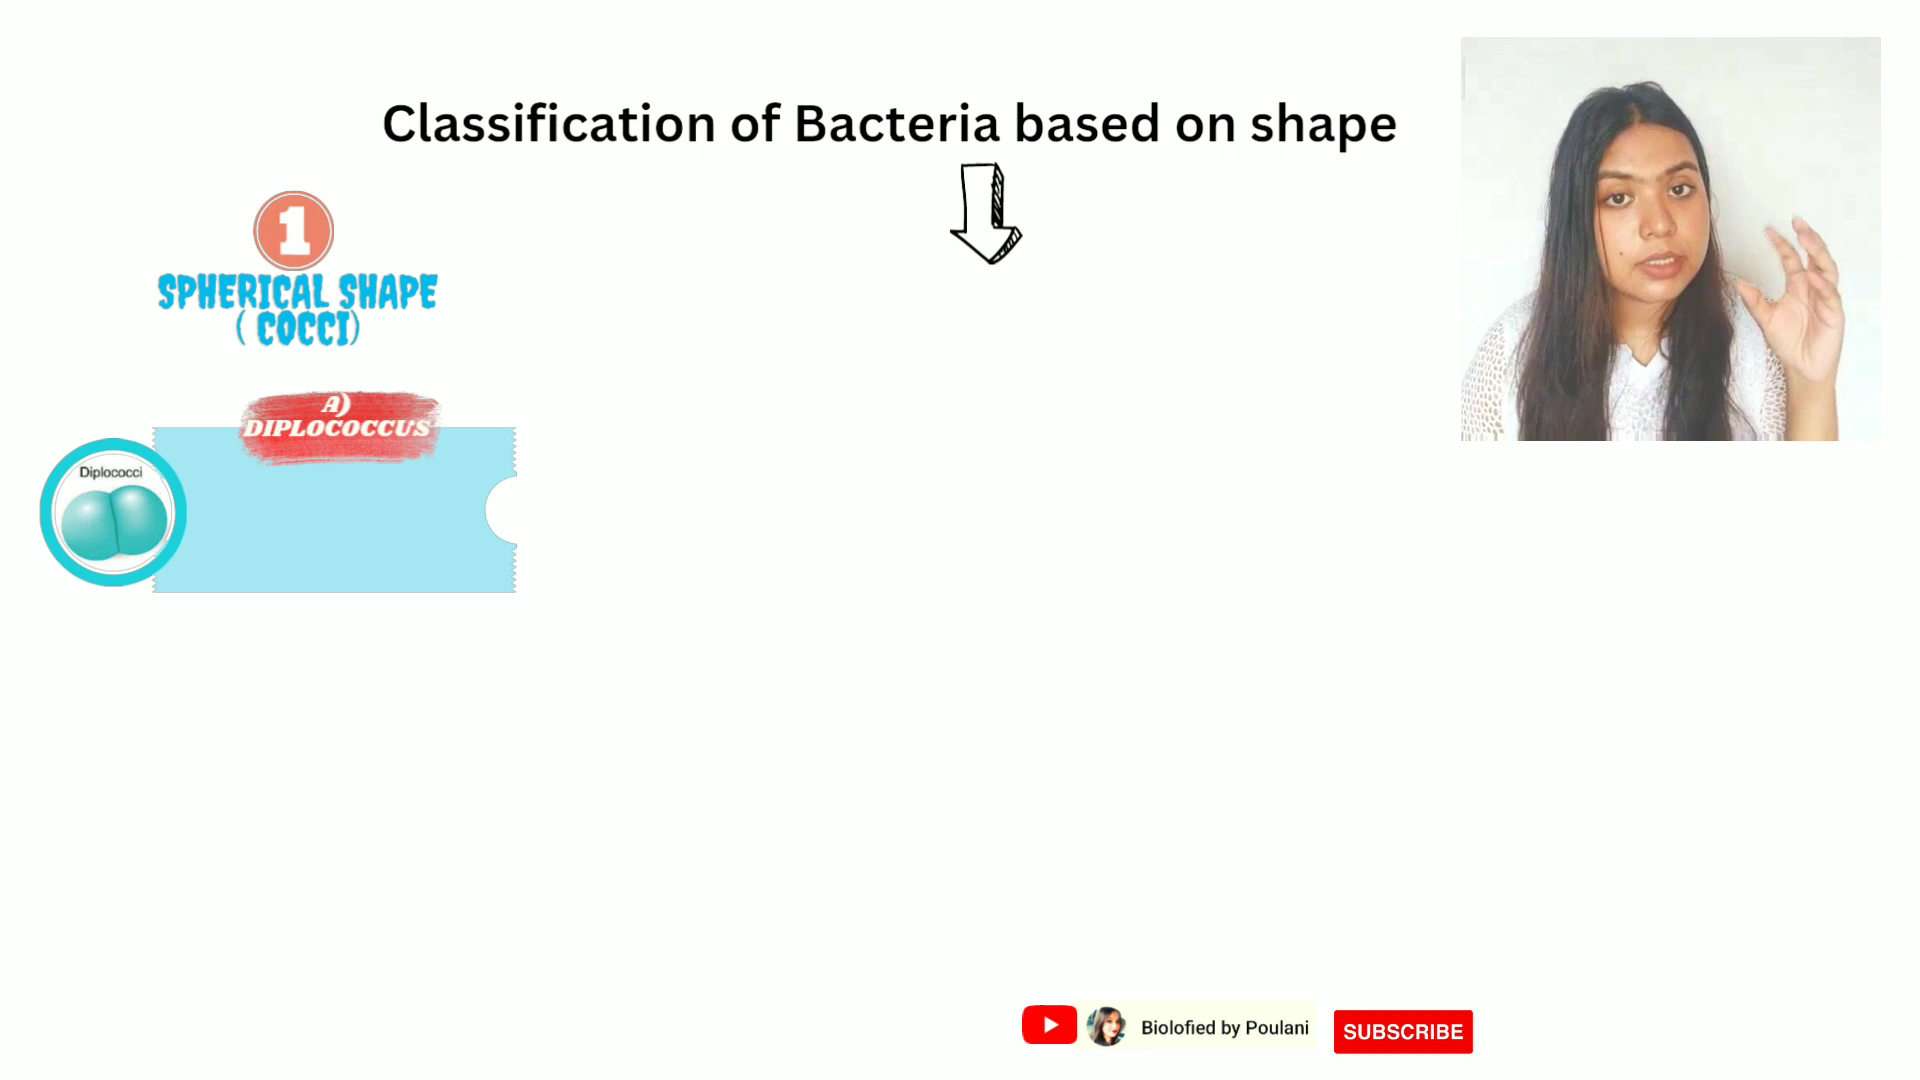 Classification of Bacteria based on shape
1
SPHERICAL SHAPE
( COCCI)
A)
DIPLOCOCCUS
Diplococci
Biolofied by Poulani
SUBSCRIBE